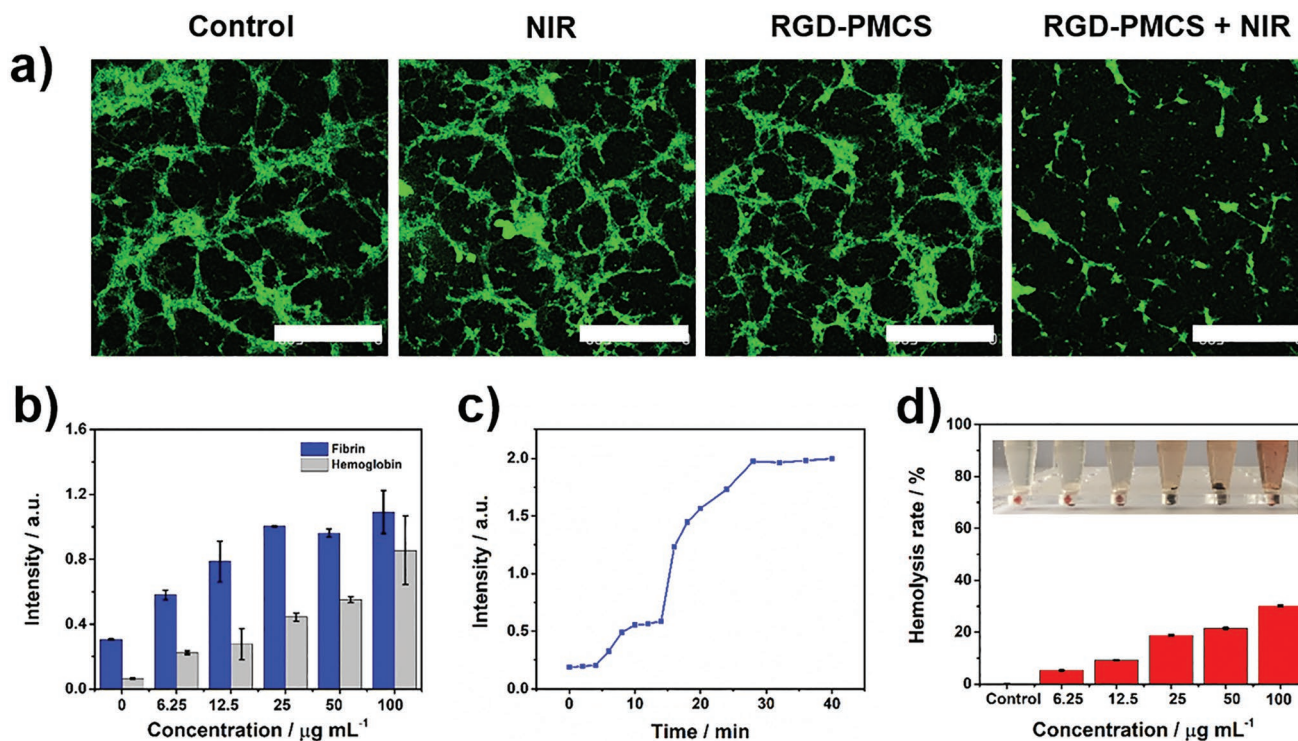 Control NIR RGD-PMCS RGD-PMCS + NIR
a)
b)
1.6
1.2
0.8
0.4
0.0
Intensity / a.u.
Fibrin
Hemoglobin
0 6.25 12.5 25 50 100
Concentration / μg mL⁻¹
c)
2.0
1.5
1.0
0.5
0.0
Intensity / a.u.
0 10 20 30 40
Time / min
d)
100
80
60
40
20
0
Hemolysis rate / %
Control 6.25 12.5 25 50 100
Concentration / μg mL⁻¹